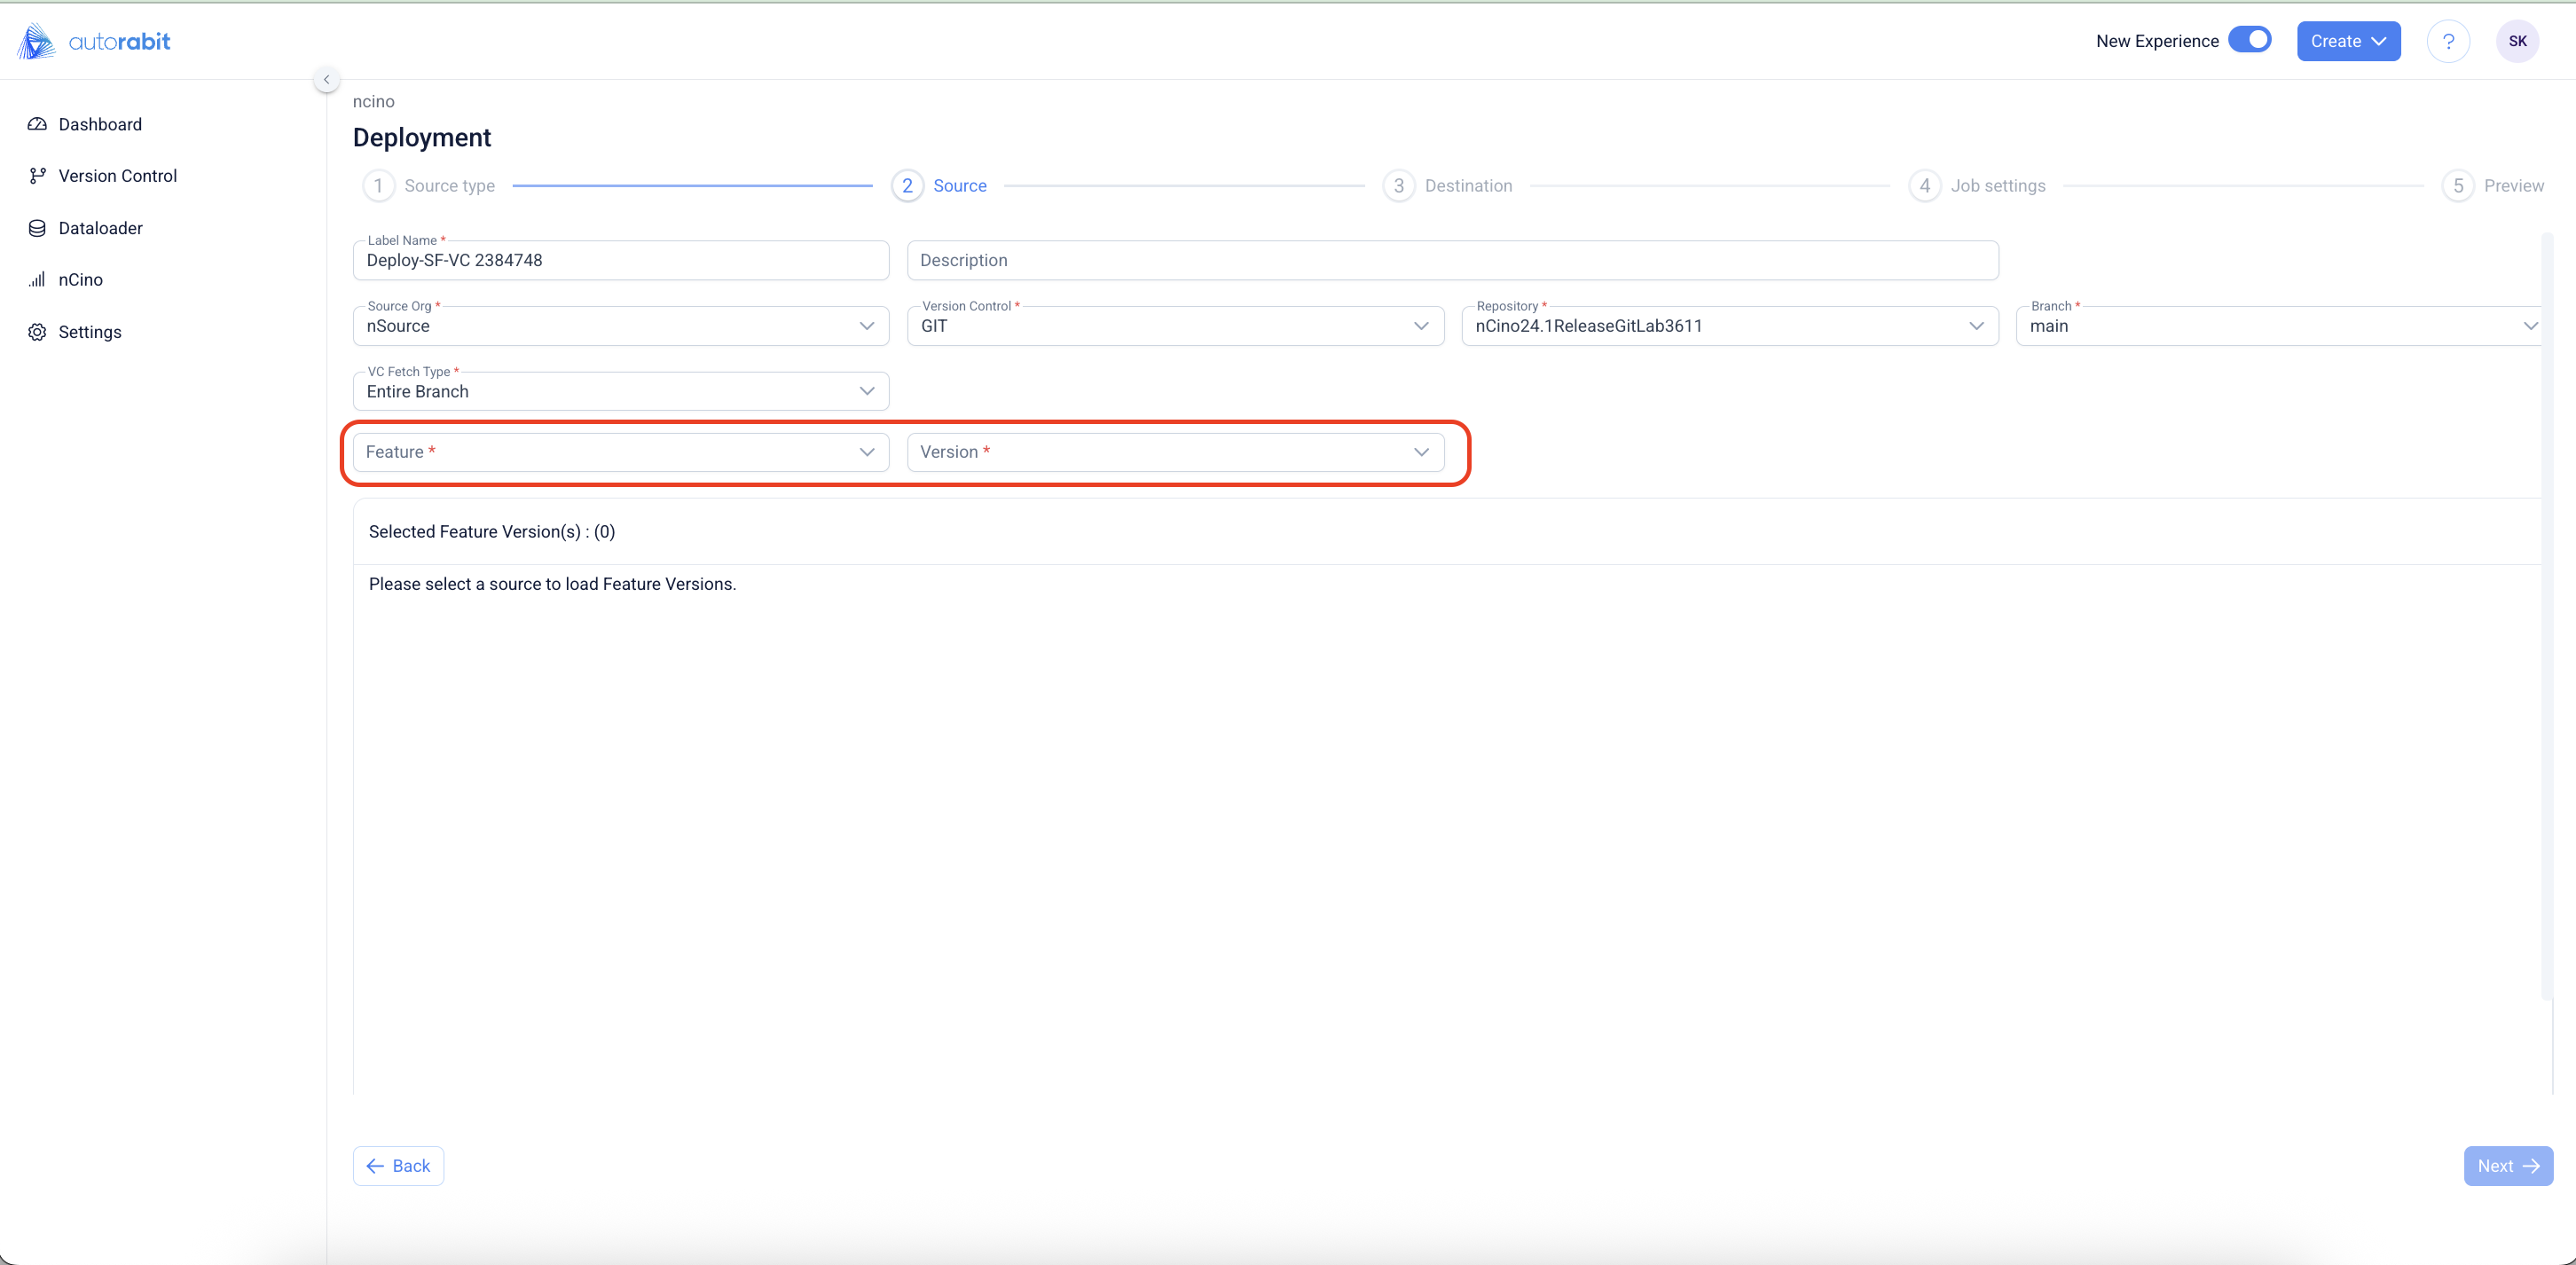 autorabit
New Experience
Create
?
SK
Dashboard
Version Control
Dataloader
nCino
Settings
ncino
Deployment
1 Source type
2 Source
3 Destination
4 Job settings
5 Preview
Label Name *
Deploy-SF-VC 2384748
Description
Source Org *
nSource
Version Control *
GIT
Repository *
nCino24.1ReleaseGitLab3611
Branch *
main
VC Fetch Type *
Entire Branch
Feature *
Version *
Selected Feature Version(s) : (0)
Please select a source to load Feature Versions.
Back
Next